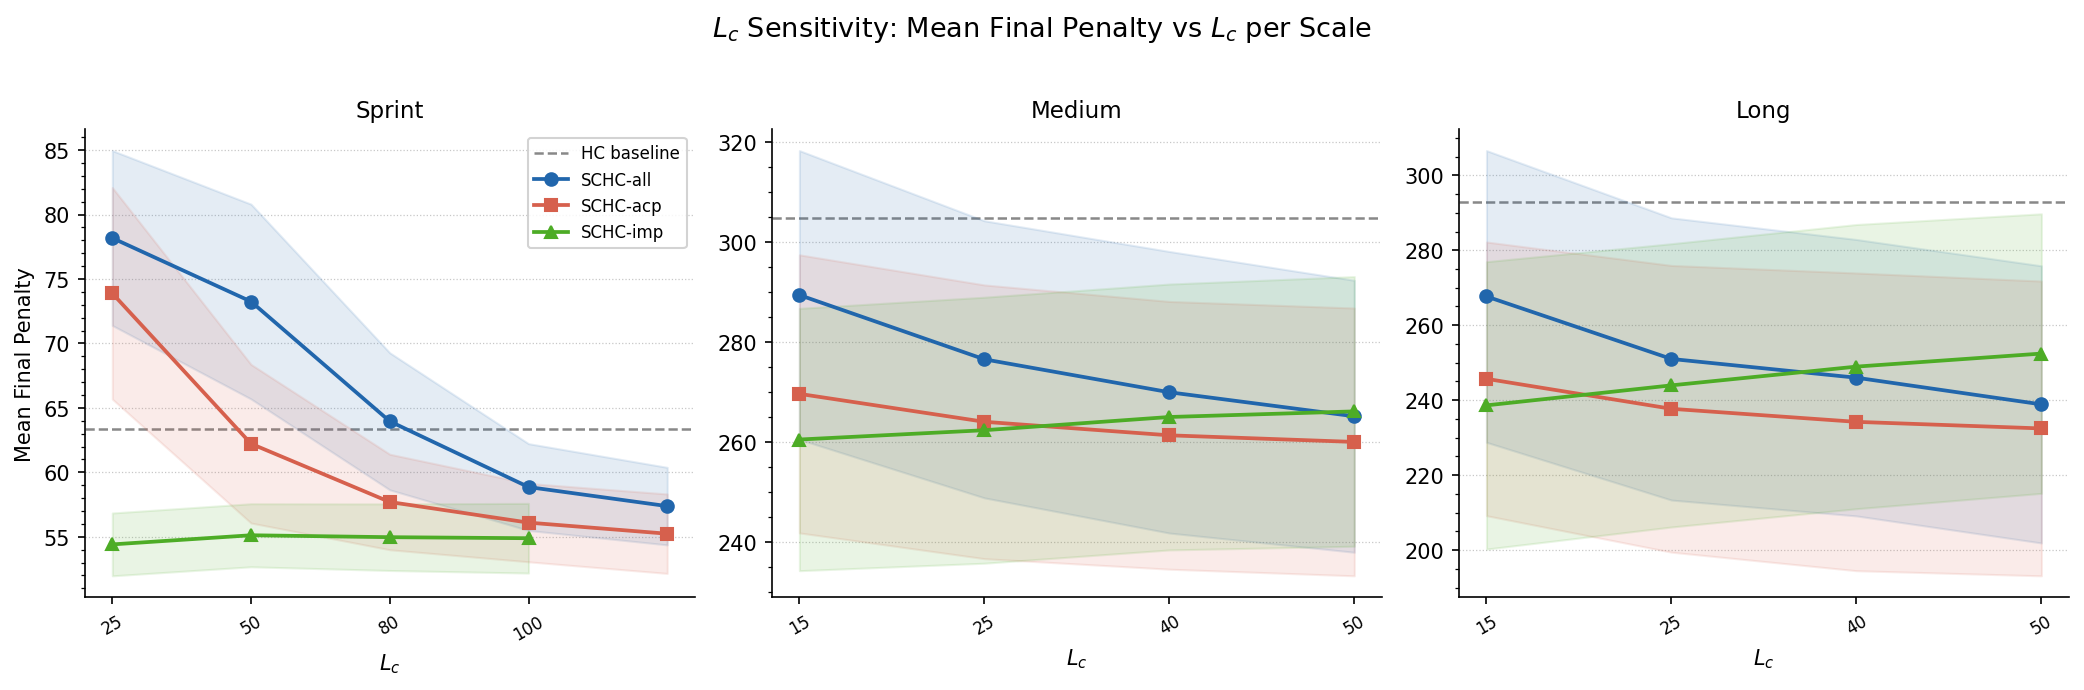 L_c Sensitivity: Mean Final Penalty vs L_c per Scale
Sprint
Mean Final Penalty
85
80
75
70
65
60
55
HC baseline
SCHC-all
SCHC-acp
SCHC-imp
25
50
80
100
L_c
Medium
320
300
280
260
240
15
25
40
50
L_c
Long
300
280
260
240
220
200
15
25
40
50
L_c